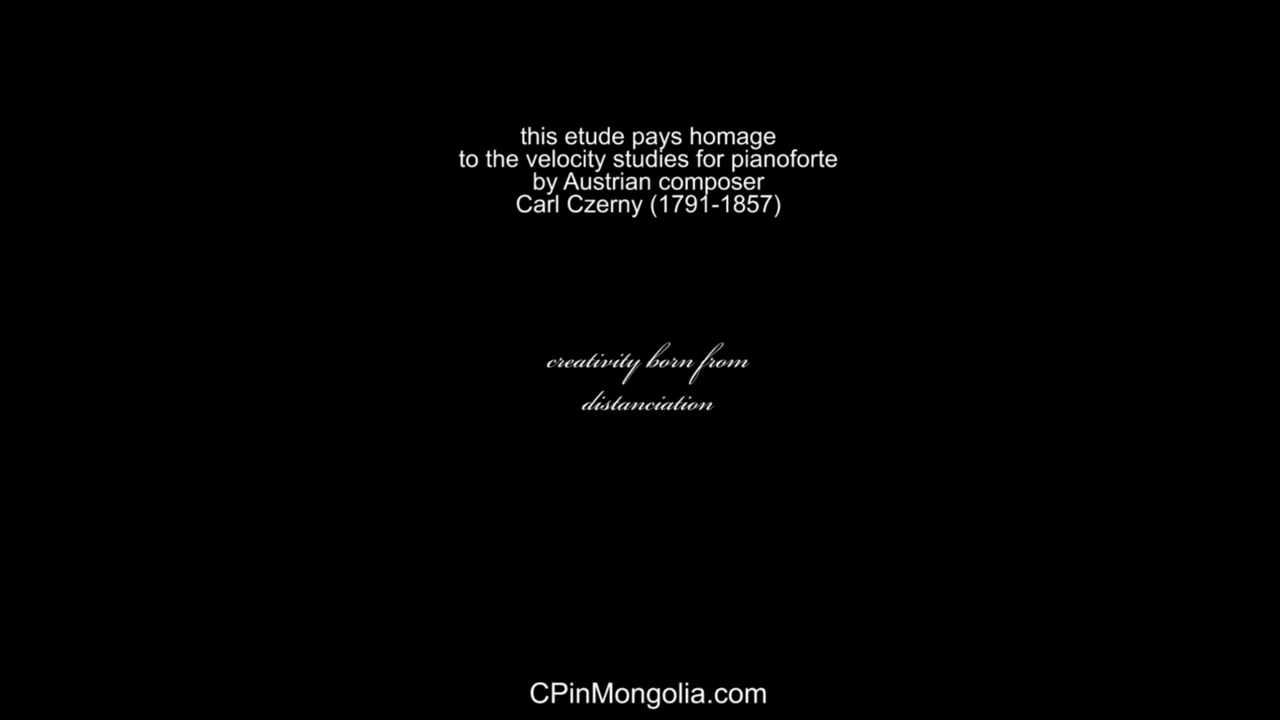 this etude pays homage
to the velocity studies for pianoforte
by Austrian composer
Carl Czerny (1791-1857)
creativity born from
distanciation
CPinMongolia.com